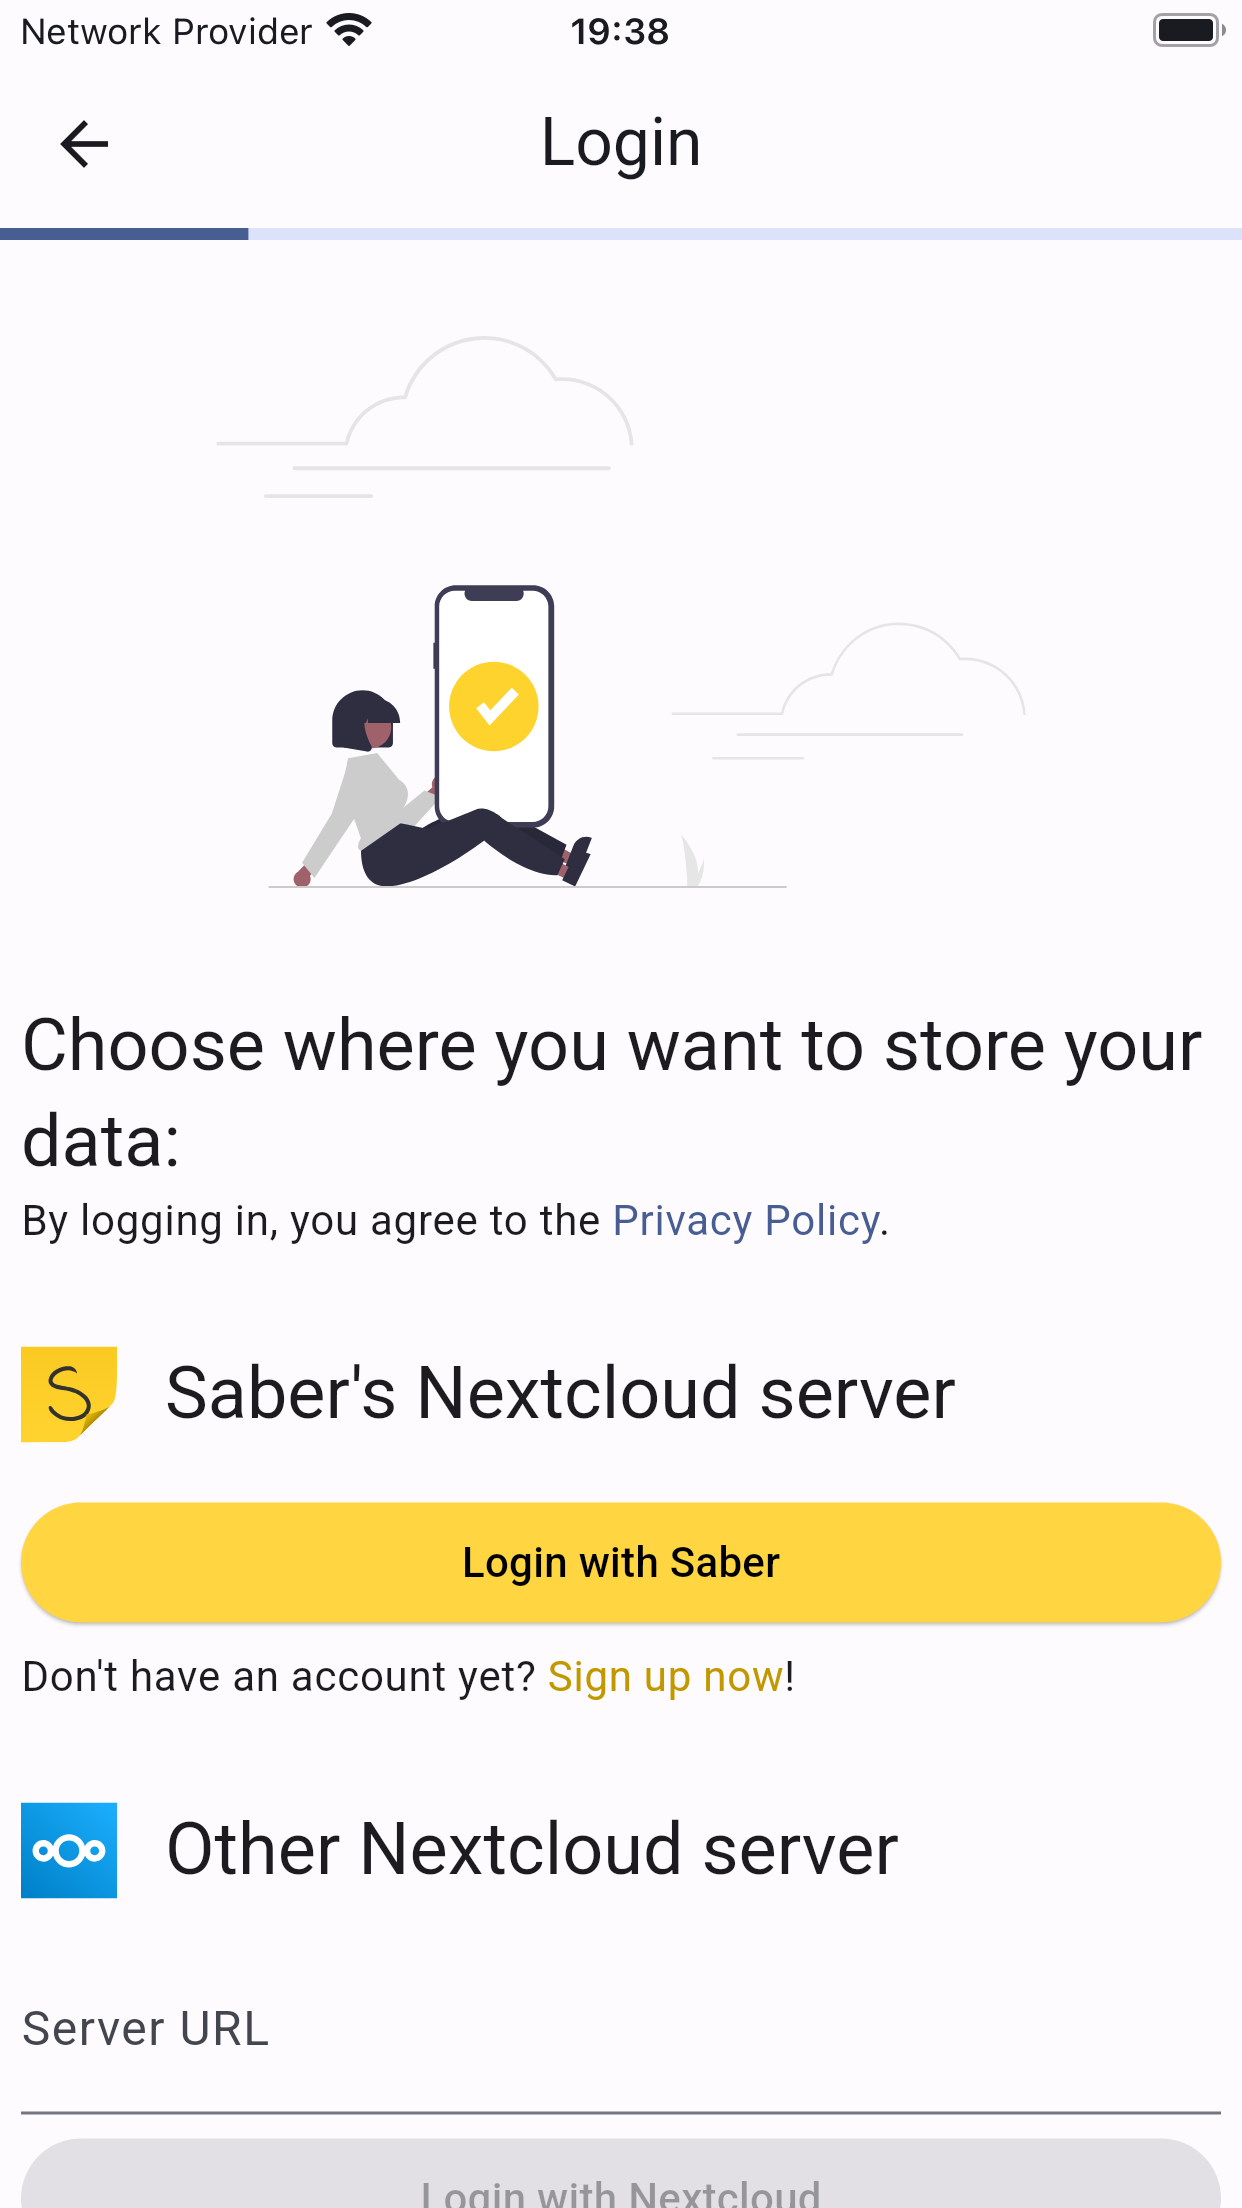 Network Provider 19:38
Login
Choose where you want to store your
data:
By logging in, you agree to the Privacy Policy.
S Saber's Nextcloud server
Login with Saber
Don't have an account yet? Sign up now!
Other Nextcloud server
Server URL
Login with Nextcloud